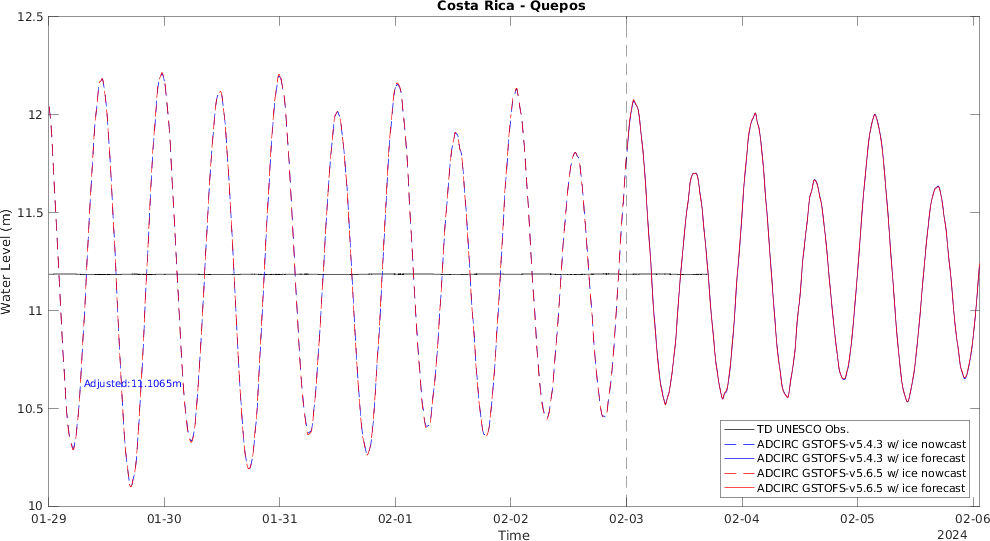 Costa Rica - Quepos
12.5
12
11.5
11
10.5
10
Water Level (m)
Adjusted:11.1065m
TD UNESCO Obs.
ADCIRC GSTOFS-v5.4.3 w/ ice nowcast
ADCIRC GSTOFS-v5.4.3 w/ ice forecast
ADCIRC GSTOFS-v5.6.5 w/ ice nowcast
ADCIRC GSTOFS-v5.6.5 w/ ice forecast
01-29 01-30 01-31 02-01 02-02 02-03 02-04 02-05 02-06
Time
2024